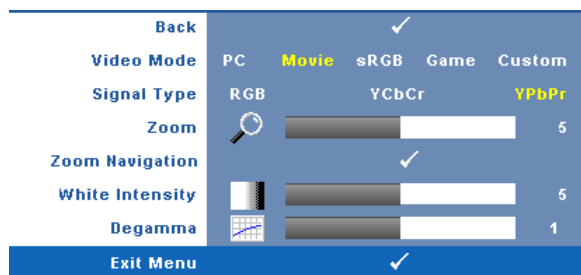 Back
Video Mode PC Movie sRGB Game Custom
Signal Type RGB YCbCr YPbPr
Zoom 5
Zoom Navigation
White Intensity 5
Degamma 1
Exit Menu